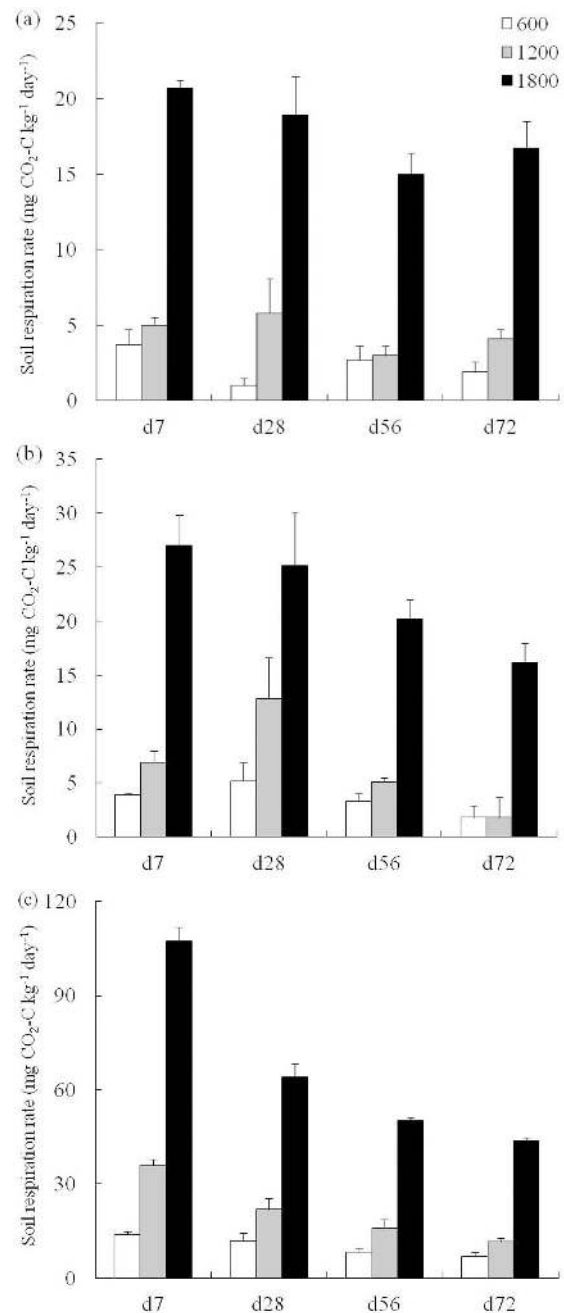 (a)
25
20
15
10
5
0
Soil respiration rate (mg CO₂-C kg⁻¹ day⁻¹)
600
1200
1800
d7 d28 d56 d72
(b)
35
30
25
20
15
10
5
0
Soil respiration rate (mg CO₂-C kg⁻¹ day⁻¹)
d7 d28 d56 d72
(c)
120
90
60
30
0
Soil respiration rate (mg CO₂-C kg⁻¹ day⁻¹)
d7 d28 d56 d72